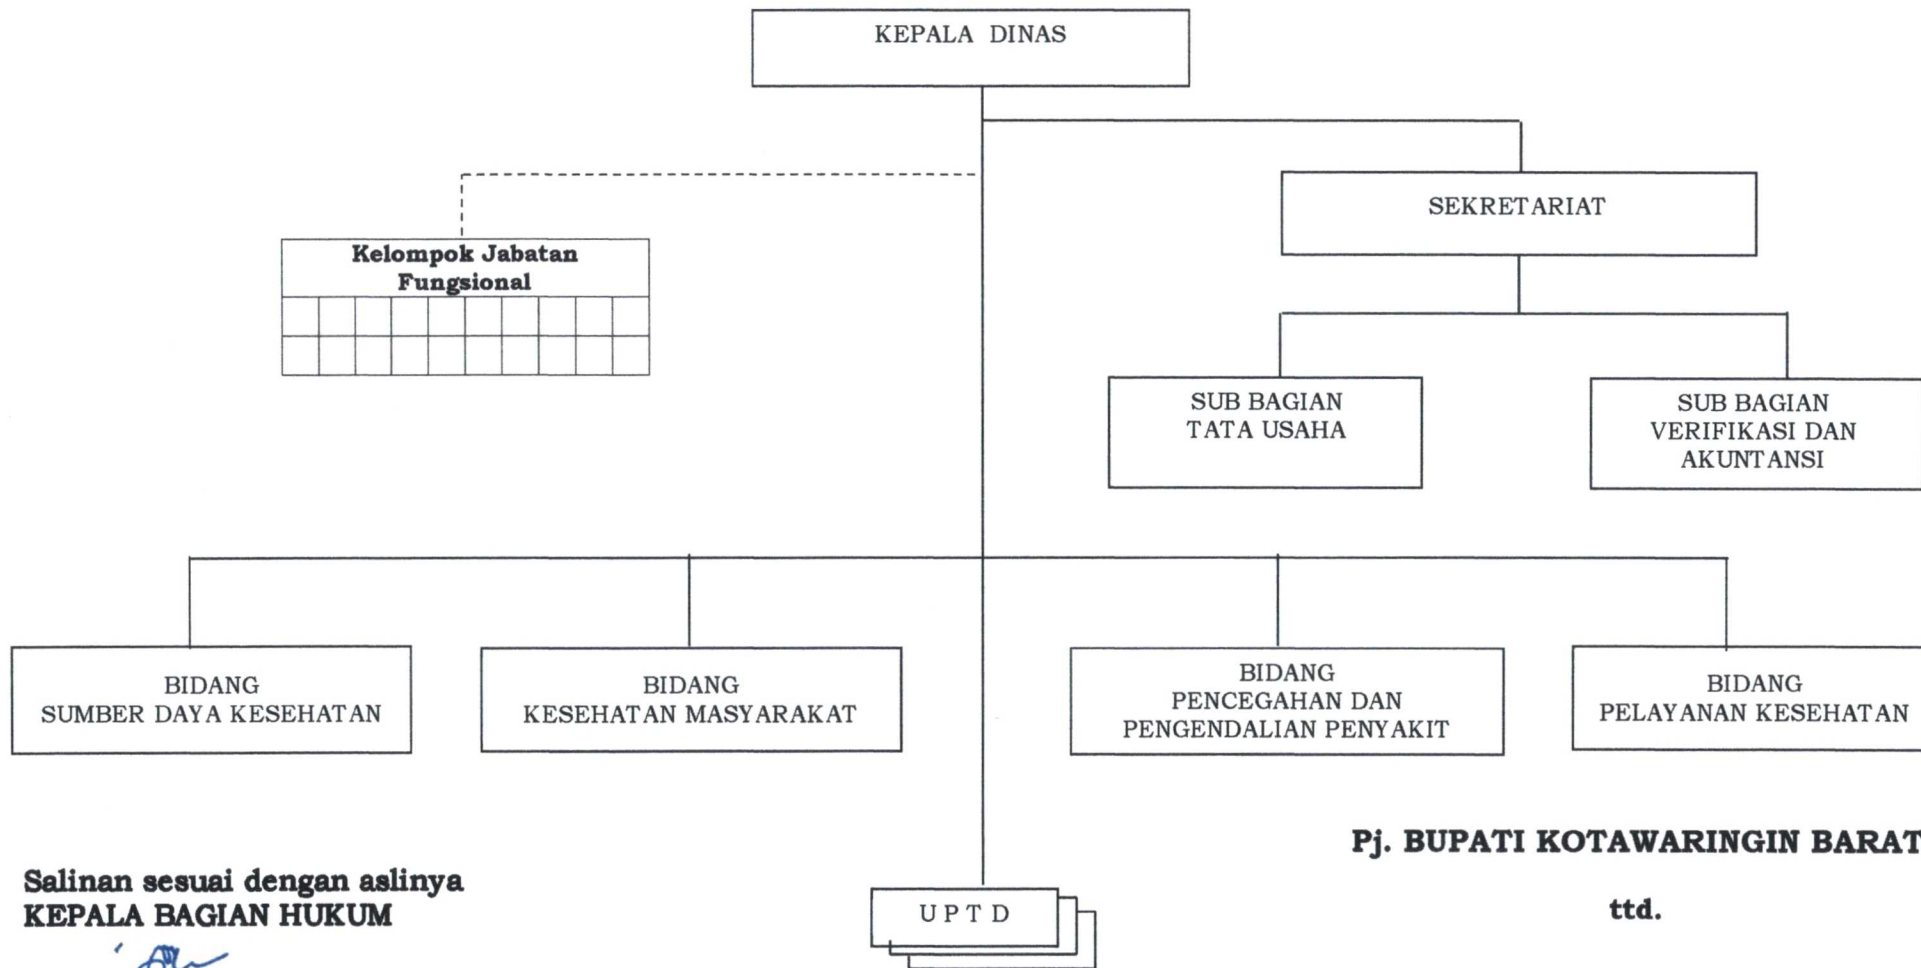 KEPALA DINAS
SEKRETARIAT
Kelompok Jabatan
Fungsional
SUB BAGIAN
TATA USAHA
SUB BAGIAN
VERIFIKASI DAN
AKUNTANSI
BIDANG
SUMBER DAYA KESEHATAN
BIDANG
KESEHATAN MASYARAKAT
BIDANG
PENCEGAHAN DAN
PENGENDALIAN PENYAKIT
BIDANG
PELAYANAN KESEHATAN
Pj. BUPATI KOTAWARINGIN BARAT
Salinan sesuai dengan aslinya
KEPALA BAGIAN HUKUM
U P T D
ttd.